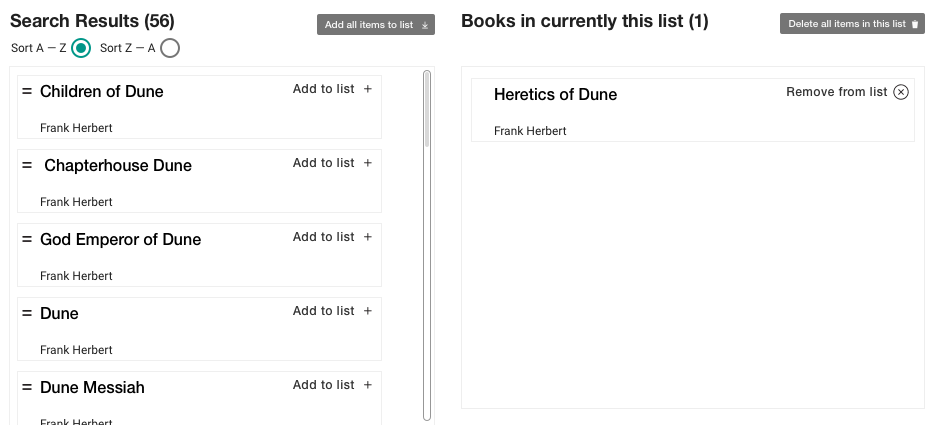 Search Results (56)
Add all items to list
Sort A — Z
Sort Z — A
Children of Dune
Add to list +
Frank Herbert
Chapterhouse Dune
Add to list +
Frank Herbert
God Emperor of Dune
Add to list +
Frank Herbert
Dune
Add to list +
Frank Herbert
Dune Messiah
Add to list +
Frank Herbert
Books in currently this list (1)
Delete all items in this list
Heretics of Dune
Remove from list
Frank Herbert